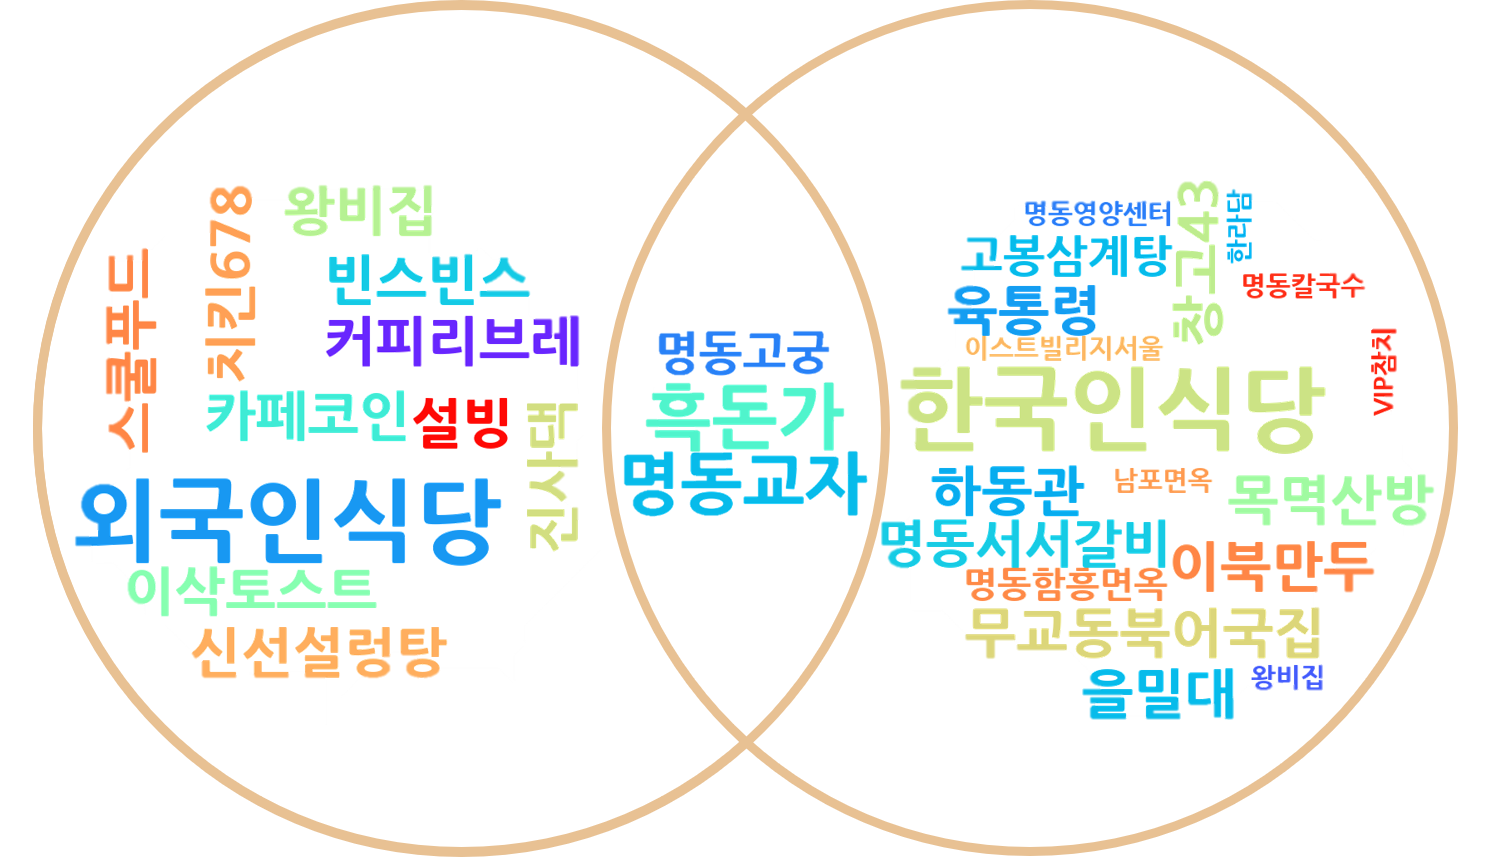 왕비집
치킨678
스쿨푸드
빈스빈스
커피리브레
카페코인
설빙
진사댁
외국인식당
이삭토스트
신선설렁탕
명동고궁
흑돈가
명동교자
명동영양센터
창고43
한라담
고봉삼계탕
명동칼국수
육통령
이스트빌리지서울
VIP참치
한국인식당
하동관
남포면옥
목멱산방
명동서서갈비
이북만두
명동함흥면옥
무교동북어국집
을밀대
왕비집